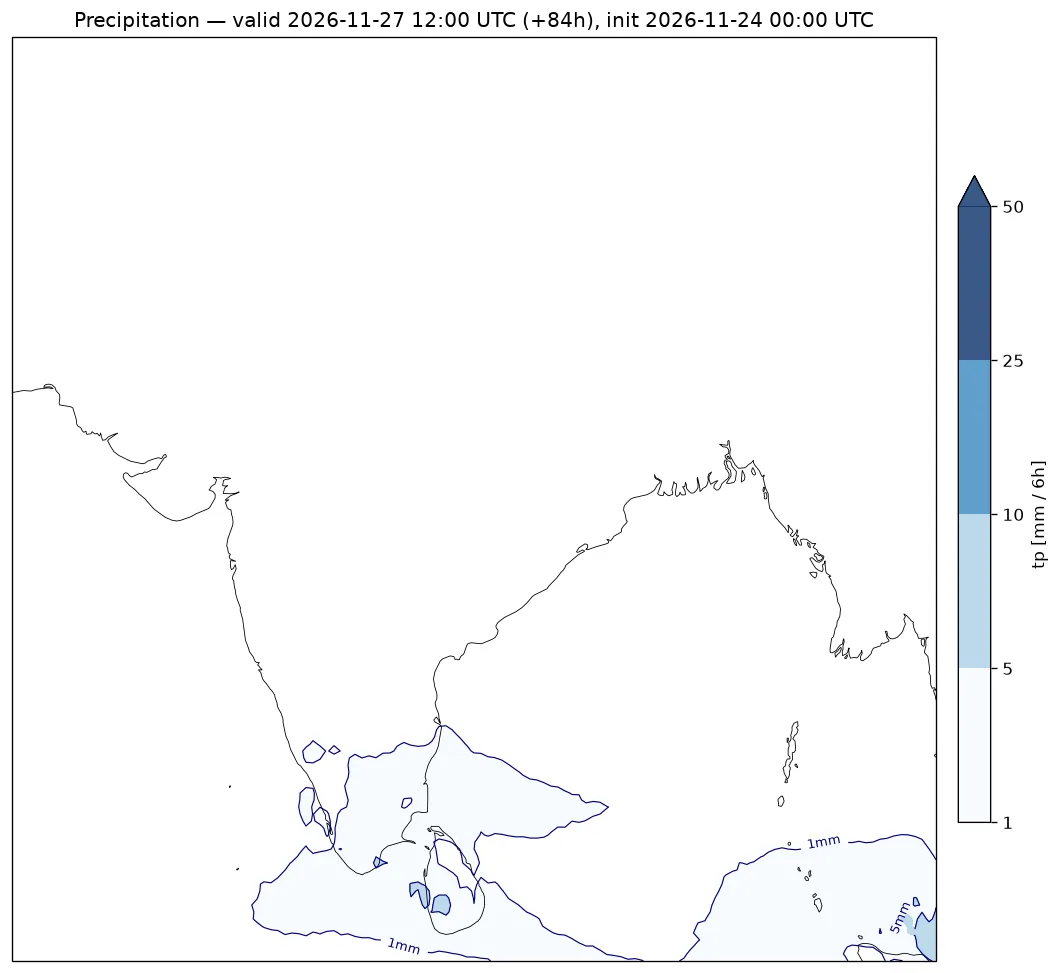 Precipitation — valid 2026-11-27 12:00 UTC (+84h), init 2026-11-24 00:00 UTC
50
25
10
5
1
tp [mm / 6h]
1mm
5mm
1mm